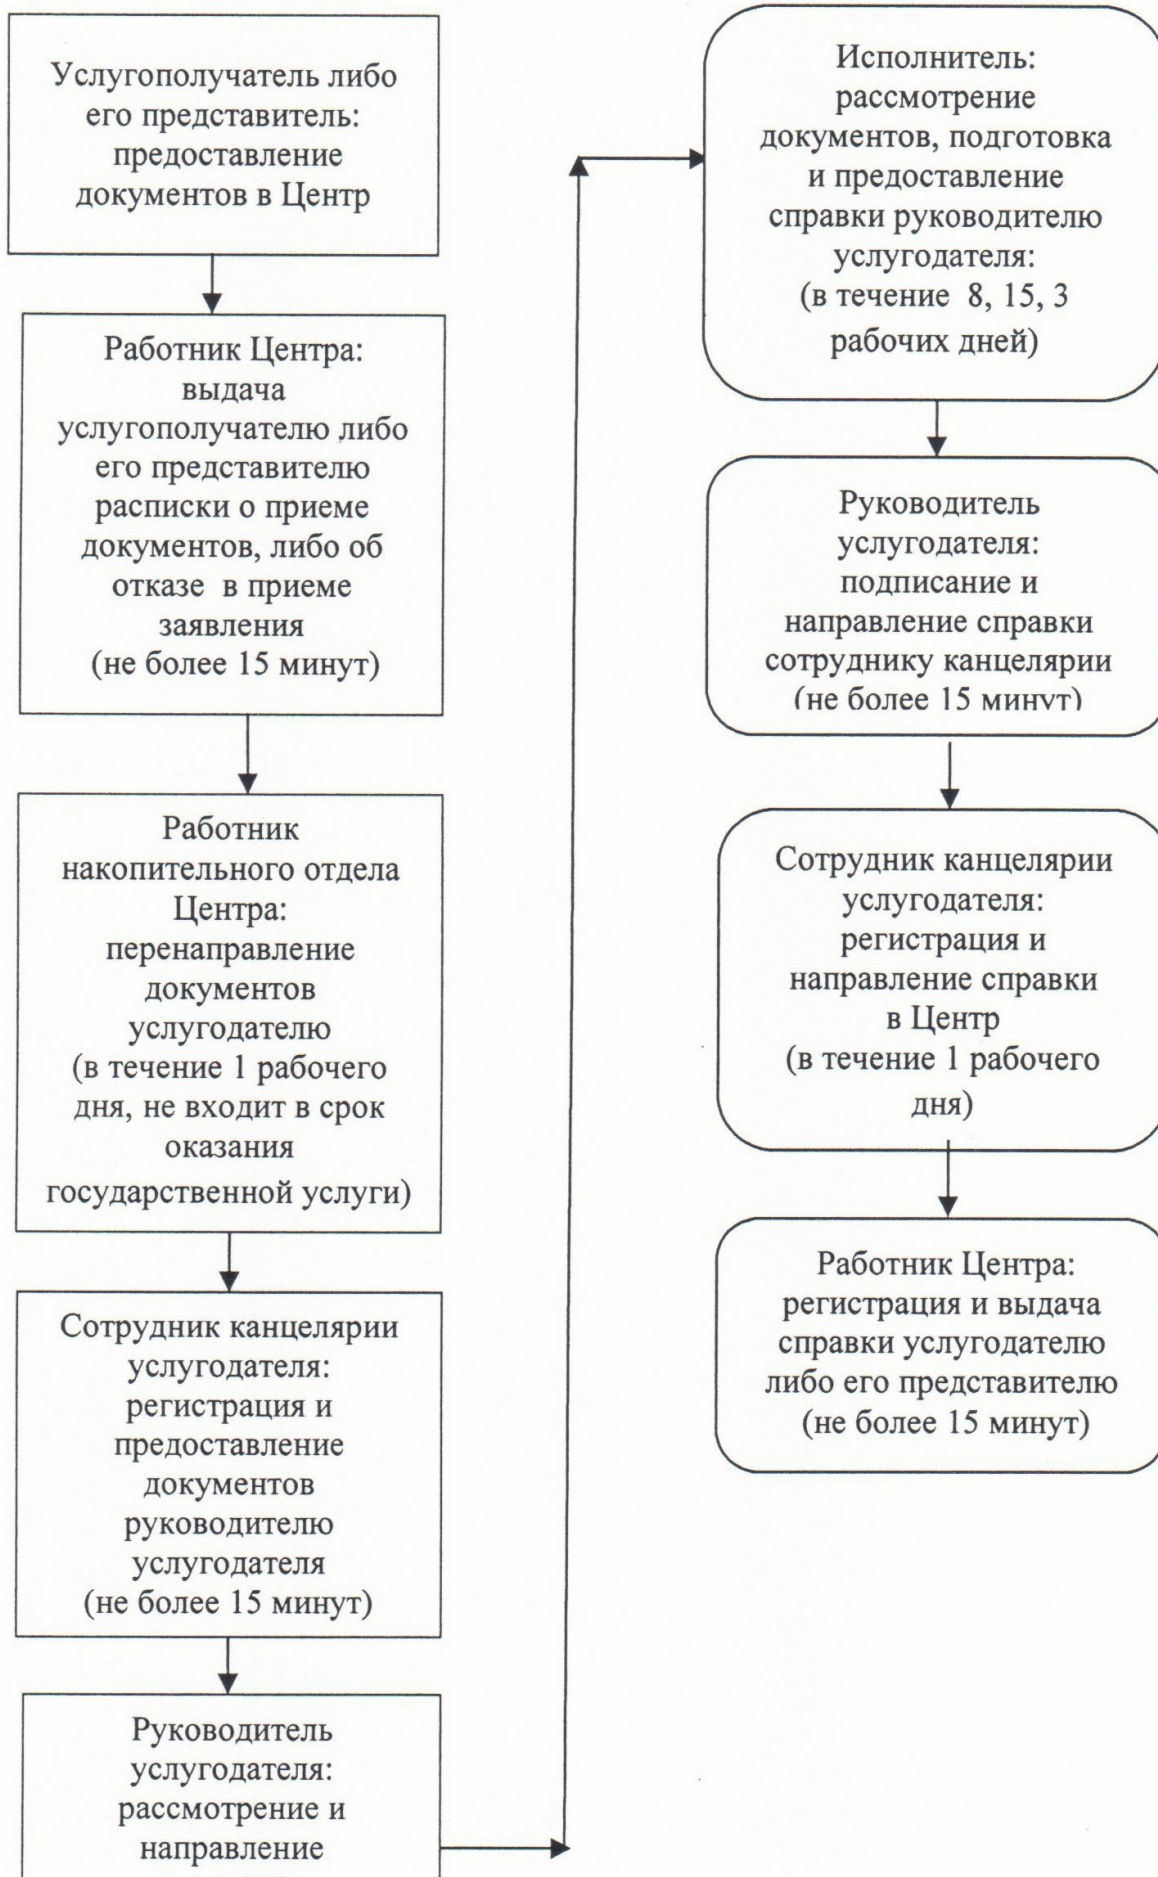 Услугополучатель либо
его представитель:
предоставление
документов в Центр
Работник Центра:
выдача
услугополучателю либо
его представителю
расписки о приеме
документов, либо об
отказе в приеме
заявления
(не более 15 минут)
Работник
накопительного отдела
Центра:
перенаправление
документов
услугодателю
(в течение 1 рабочего
дня, не входит в срок
оказания
государственной услуги)
Сотрудник канцелярии
услугодателя:
регистрация и
предоставление
документов
руководителю
услугодателя
(не более 15 минут)
Руководитель
услугодателя:
рассмотрение и
направление
Исполнитель:
рассмотрение
документов, подготовка
и предоставление
справки руководителю
услугодателя:
(в течение 8, 15, 3
рабочих дней)
Руководитель
услугодателя:
подписание и
направление справки
сотруднику канцелярии
(не более 15 минут)
Сотрудник канцелярии
услугодателя:
регистрация и
направление справки
в Центр
(в течение 1 рабочего
дня)
Работник Центра:
регистрация и выдача
справки услугодателю
либо его представителю
(не более 15 минут)